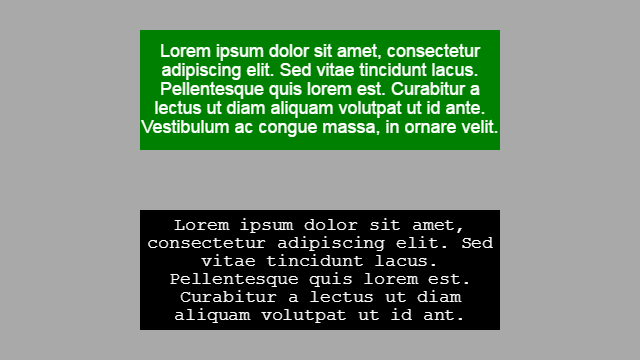 Lorem ipsum dolor sit amet, consectetur
adipiscing elit. Sed vitae tincidunt lacus.
Pellentesque quis lorem est. Curabitur a
lectus ut diam aliquam volutpat ut id ante.
Vestibulum ac congue massa, in ornare velit.
Lorem ipsum dolor sit amet,
consectetur adipiscing elit. Sed
vitae tincidunt lacus.
Pellentesque quis lorem est.
Curabitur a lectus ut diam
aliquam volutpat ut id ant.